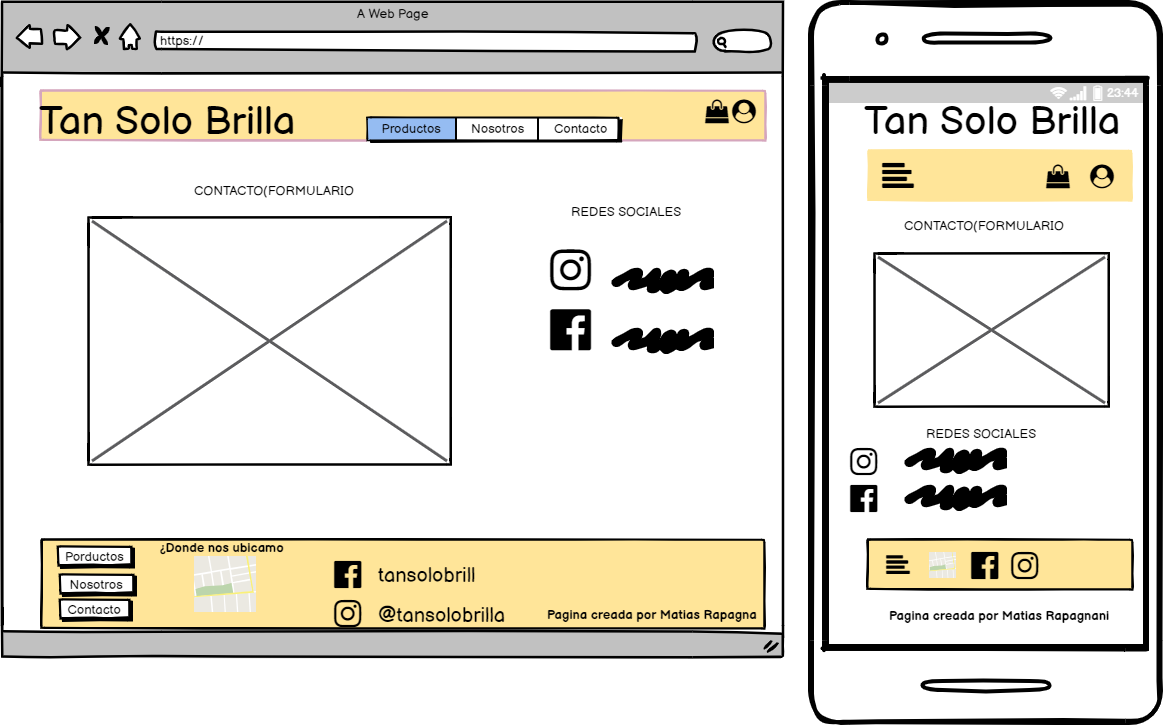 A Web Page
https://
Tan Solo Brilla
Productos
Nosotros
Contacto
CONTACTO(FORMULARIO
REDES SOCIALES
Porductos
Nosotros
Contacto
¿Donde nos ubicamo
tansolobrill
@tansolobrilla
Pagina creada por Matias Rapagna
23:44
Tan Solo Brilla
CONTACTO(FORMULARIO
REDES SOCIALES
Pagina creada por Matias Rapagnani